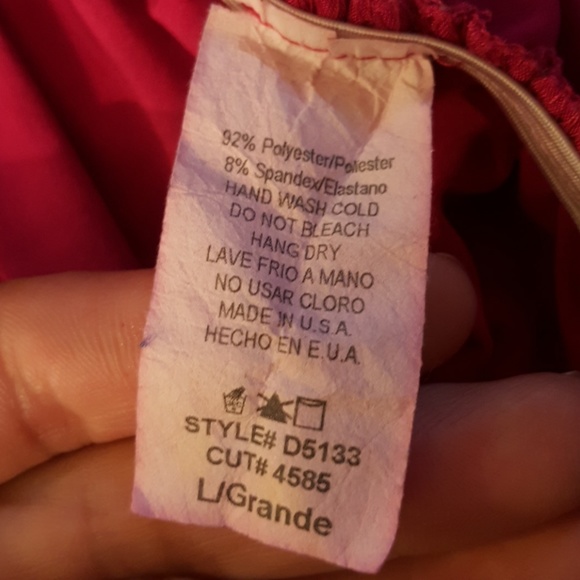 92% Polyester/Poliester
8% Spandex/Elastano
HAND WASH COLD
DO NOT BLEACH
HANG DRY
LAVE FRIO A MANO
NO USAR CLORO
MADE IN U.S.A.
HECHO EN E.U.A.
STYLE# D5133
CUT# 4585
L/Grande